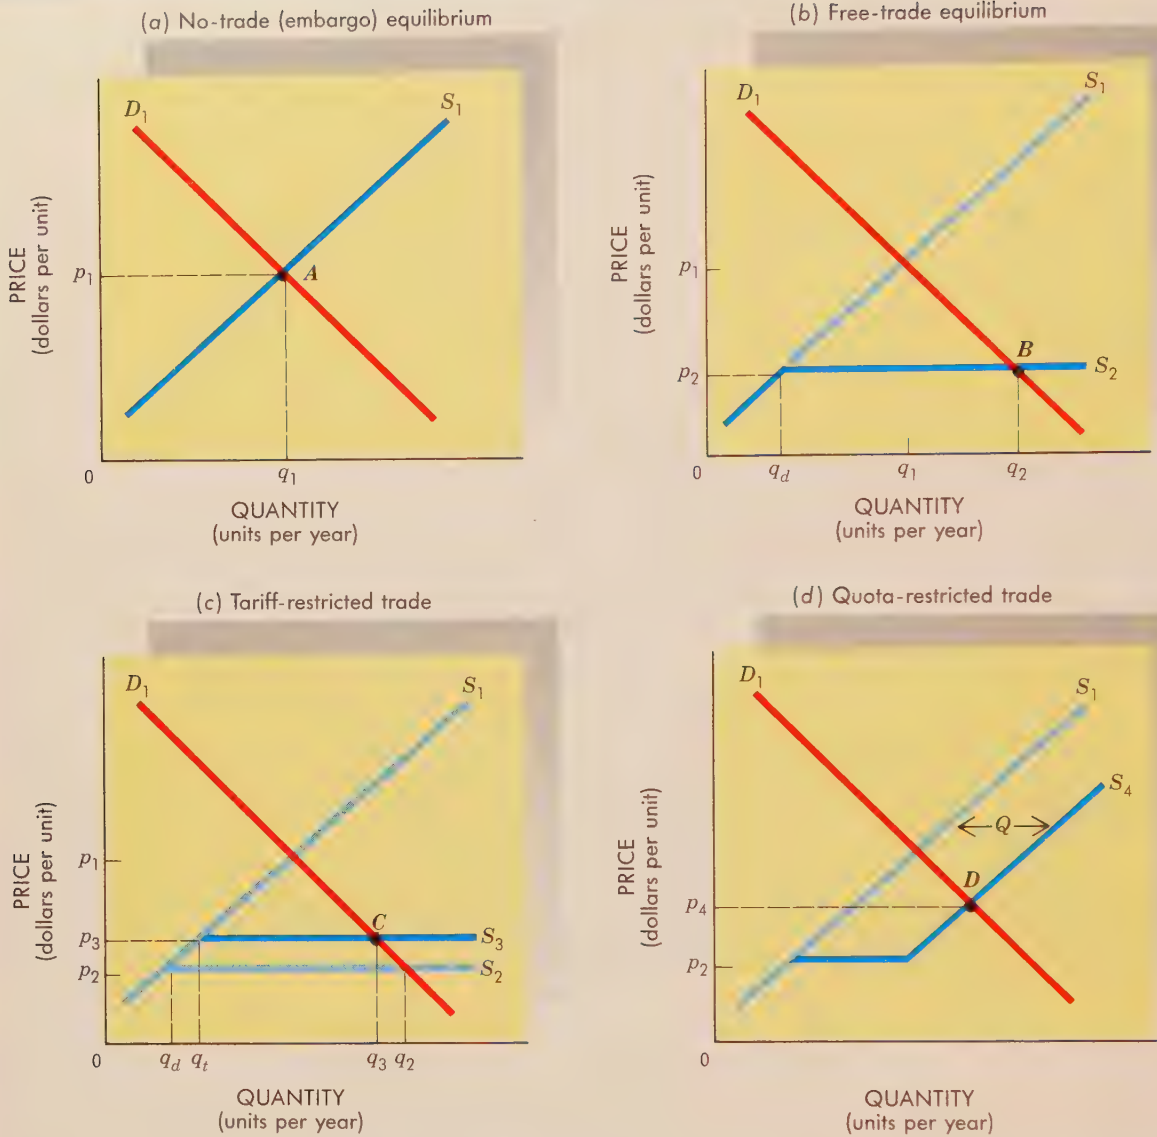 (a) No-trade (embargo) equilibrium
D₁
S₁
PRICE
(dollars per unit)
p₁
A
0
q₁
QUANTITY
(units per year)
(b) Free-trade equilibrium
D₁
S₁
PRICE
(dollars per unit)
p₁
B
p₂
S₂
0
q_d
q₁
q₂
QUANTITY
(units per year)
(c) Tariff-restricted trade
D₁
S₁
PRICE
(dollars per unit)
p₁
C
p₃
S₃
p₂
S₂
0
q_d
q_t
q₃
q₂
QUANTITY
(units per year)
(d) Quota-restricted trade
D₁
S₁
S₄
Q
PRICE
(dollars per unit)
D
p₄
p₂
0
QUANTITY
(units per year)